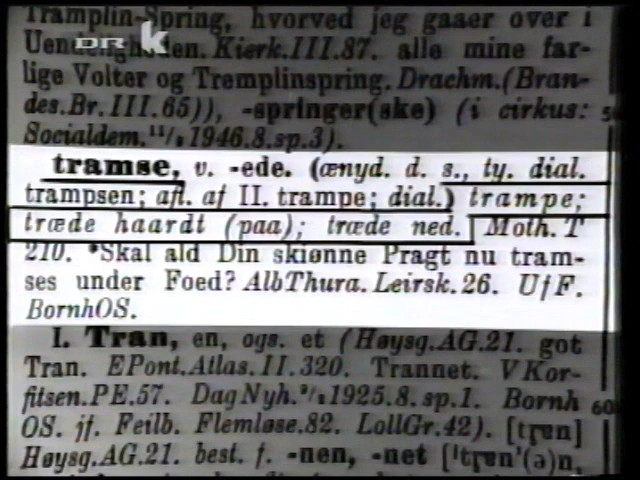 Tramplin-Spring, hvorved jeg gaaer over i
Uendeligheden. Kierk.III.87. alle mine far-
DR K
lige Volter og Tremplinspring. Drachm.(Bran-
des.Br.III.65)), -springer(ske) (i cirkus:
Socialdem.11/8 1946.8.sp.3).
tramse, v. -ede. (ænyd. d. s., ty. dial.
trampsen; afl. af II. trampe; dial.) trampe;
træde haardt (paa); træde ned. Moth.T
210. *Skal ald Din skiønne Pragt nu tram-
ses under Foed? AlbThura.Leirsk.26. UfF.
BornhOS.
I. Tran, en, ogs. et (Høysg.AG.21. got
Tran. EPont.Atlas.II.320. Trannet. VKor-
fitsen.PE.57. DagNyh. 1925.8.sp.1. Bornh
60
OS. jf. Feilb. Flemløse.82. LollGr.42). [tran]
Høysg.AG.21. best. f. -nen, -net